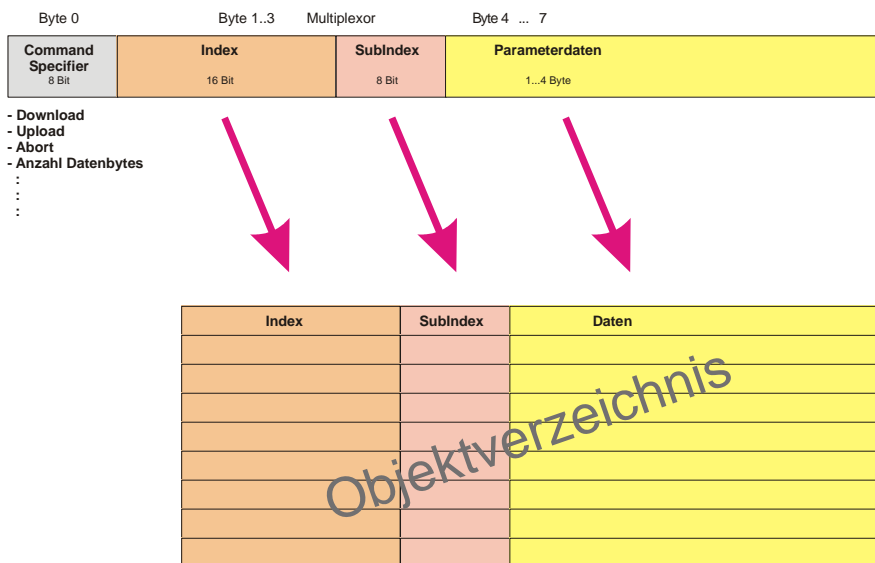 Byte 0 Byte 1..3 Multiplexor Byte 4 ... 7
Command Specifier
8 Bit
Index
16 Bit
SubIndex
8 Bit
Parameterdaten
1...4 Byte
- Download
- Upload
- Abort
- Anzahl Datenbytes
:
:
:
Index SubIndex Daten
Objektverzeichnis